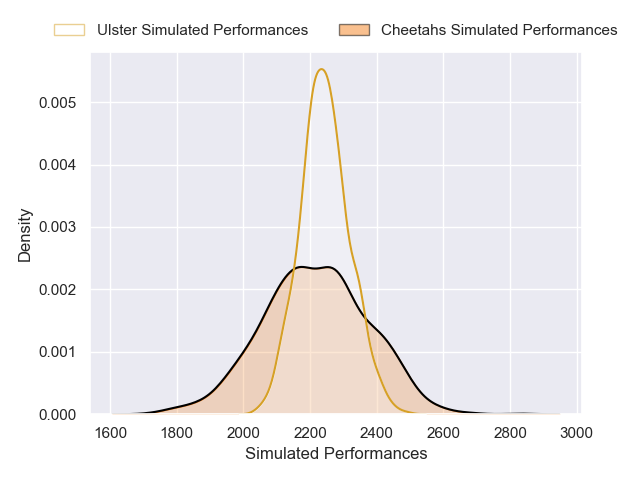 Ulster Simulated Performances
Cheetahs Simulated Performances
Density
0.005
0.004
0.003
0.002
0.001
0.000
1600 1800 2000 2200 2400 2600 2800 3000
Simulated Performances